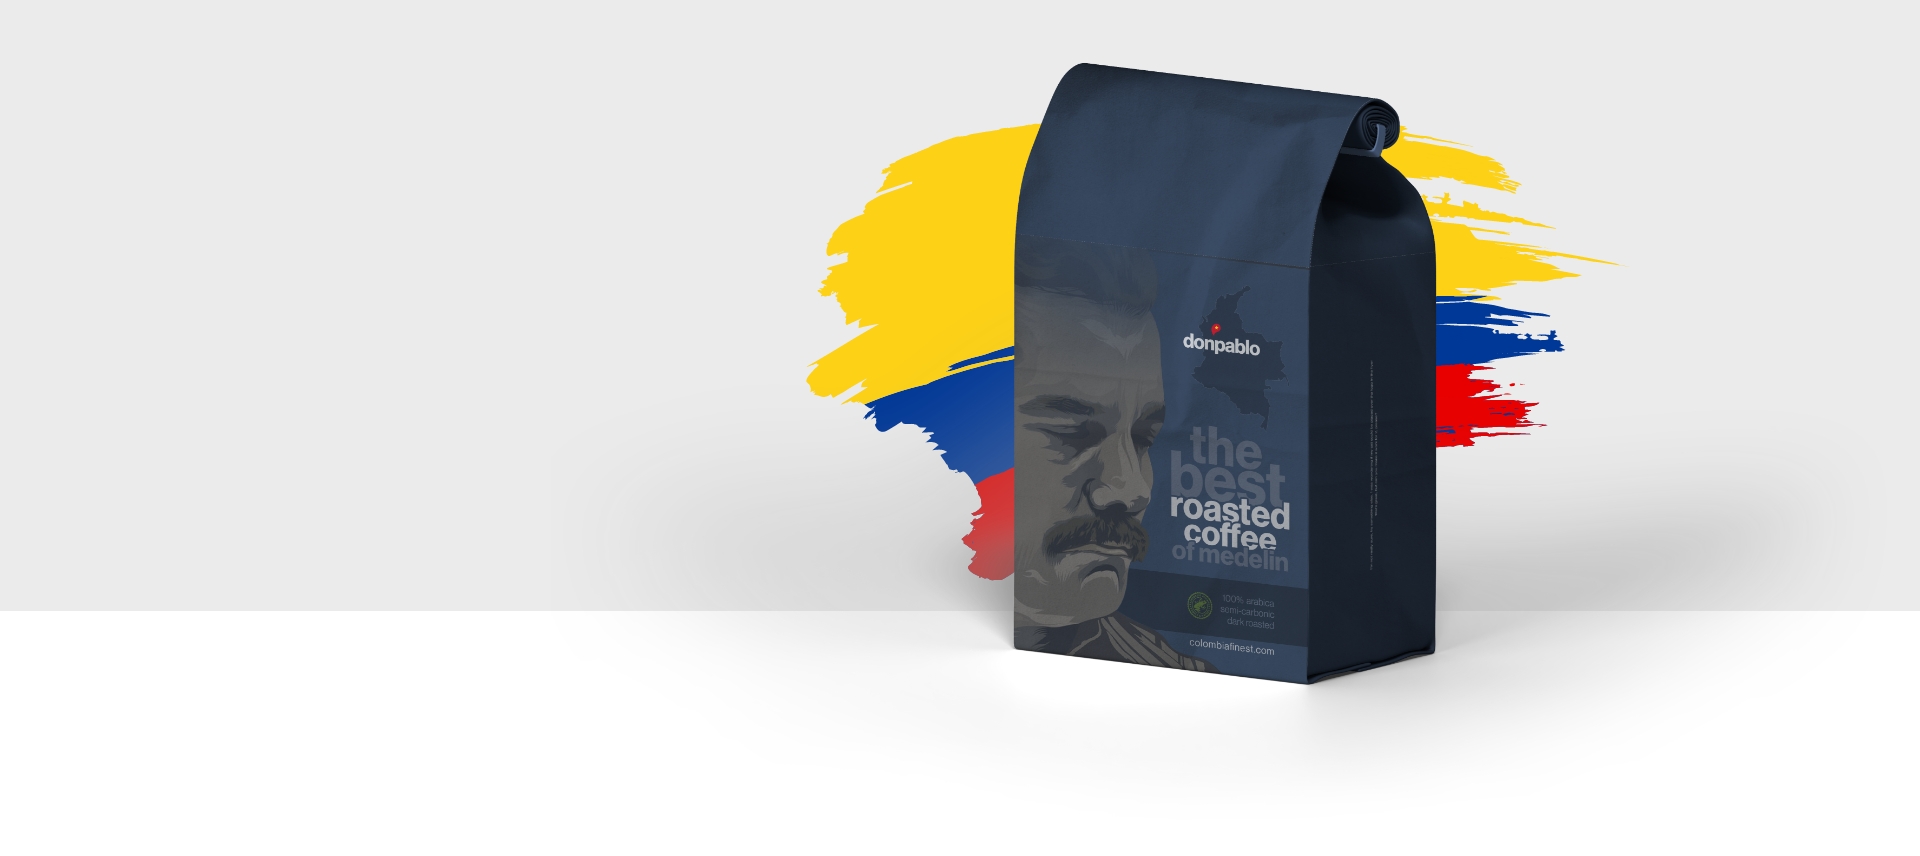 donpablo
the
best
roasted
coffee
of medelin
100% arabica
semi-carbonic
dark roasted
colombiafinest.com